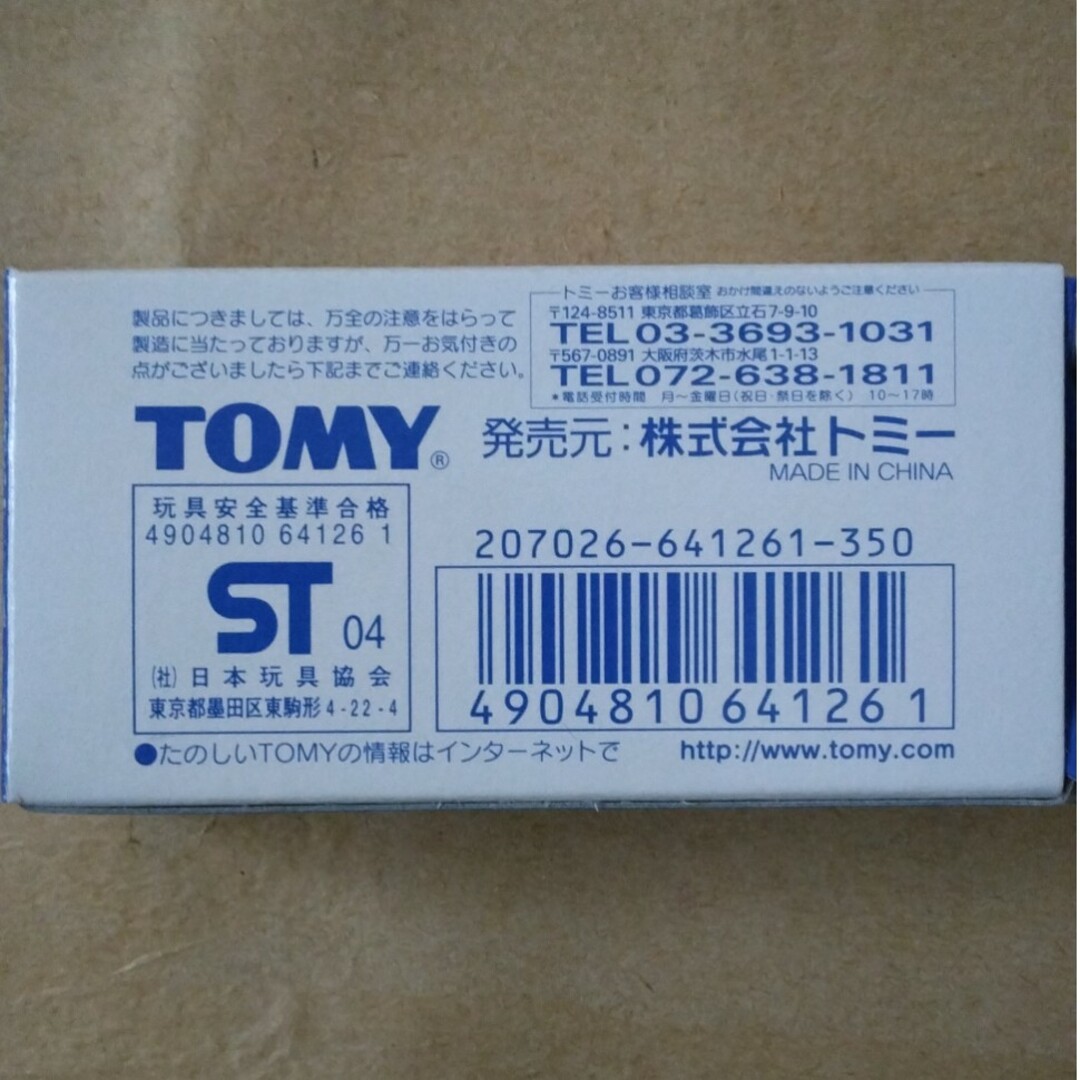 製品につきましては、万全の注意をはらって
製造に当たっておりますが、万一お気付きの
点がございましたら下記までご連絡ください。
トミーお客様相談室 おかけ間違えのないようご注意ください
〒124-8511 東京都葛飾区立石7-9-10
TEL 03-3693-1031
〒567-0891 大阪府茨木市水尾1-1-13
TEL 072-638-1811
*電話受付時間 月〜金曜日(祝日・祭日を除く) 10〜17時
TOMY®
発売元:株式会社トミー
MADE IN CHINA
玩具安全基準合格
4904810 64126 1
ST 04
(社)日本玩具協会
東京都墨田区東駒形4-22-4
207026-641261-350
4904810641261
●たのしいTOMYの情報はインターネットで http://www.tomy.com